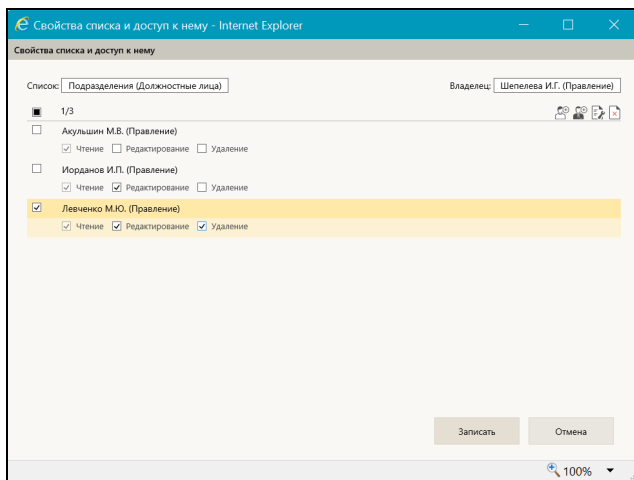 Свойства списка и доступ к нему - Internet Explorer
Свойства списка и доступ к нему
Список: Подразделения (Должностные лица) Владелец: Шепелева И.Г. (Правление)
1/3
Акульшин М.В. (Правление)
Чтение Редактирование Удаление
Иорданов И.П. (Правление)
Чтение Редактирование Удаление
Левченко М.Ю. (Правление)
Чтение Редактирование Удаление
Записать Отмена
100%